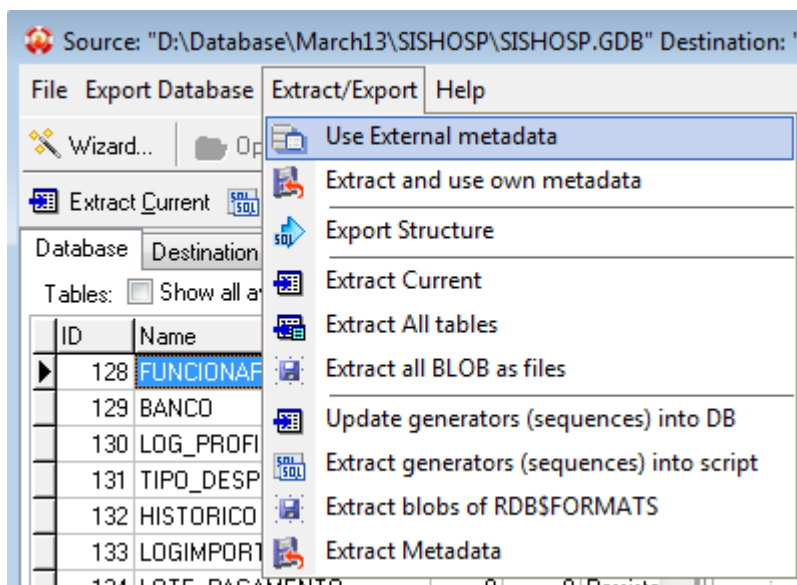 Source: "D:\Database\March13\SISHOSP\SISHOSP.GDB" Destination: "
File Export Database Extract/Export Help
Wizard... Op
Use External metadata
Extract and use own metadata
Extract Current
Export Structure
Database Destination
Extract Current
Tables: Show all a
Extract All tables
ID Name
Extract all BLOB as files
128 FUNCIONAF
129 BANCO
Update generators (sequences) into DB
130 LOG_PROFI
Extract generators (sequences) into script
131 TIPO_DESP
132 HISTORICO
Extract blobs of RDB$FORMATS
133 LOGIMPORT
Extract Metadata